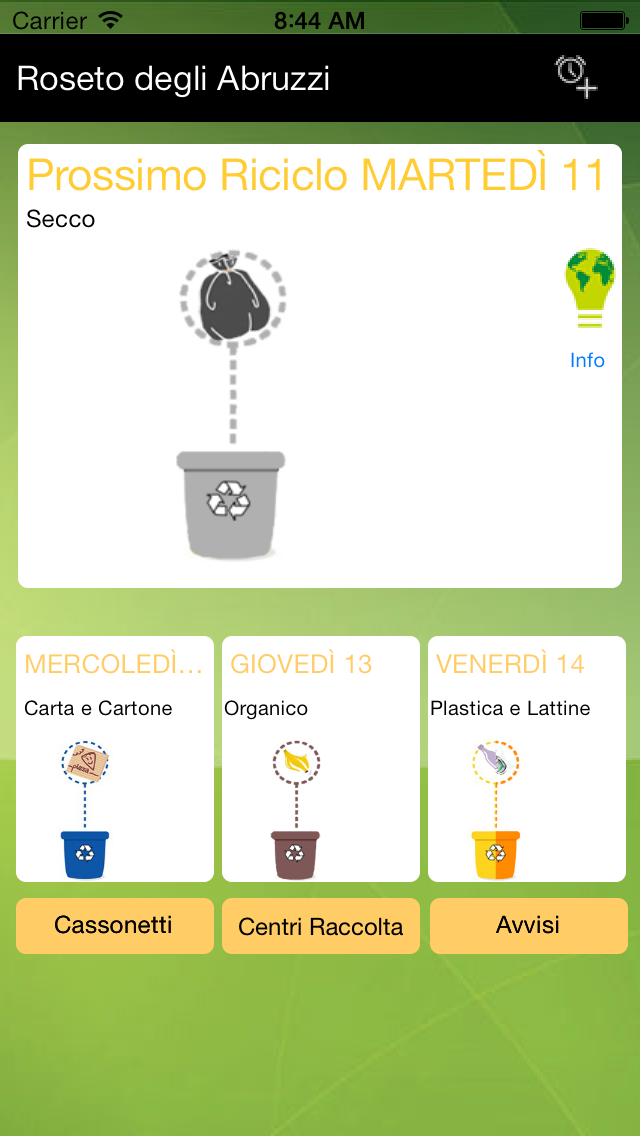 Carrier 8:44 AM
Roseto degli Abruzzi
Prossimo Riciclo MARTEDÌ 11
Secco
Info
MERCOLEDÌ... GIOVEDÌ 13 VENERDÌ 14
Carta e Cartone Organico Plastica e Lattine
pizza
Cassonetti Centri Raccolta Avvisi